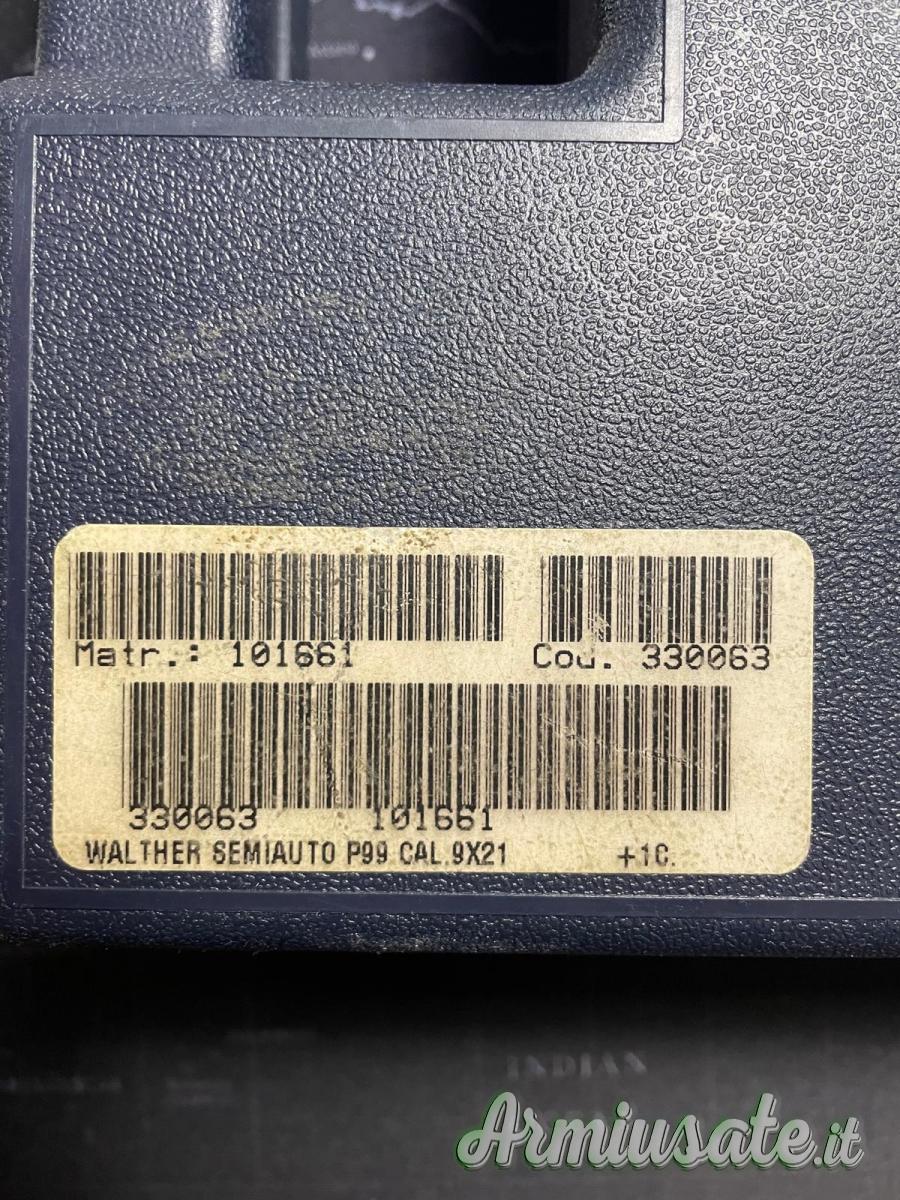 Matr.: 101661
Cod. 330063
330063 101661
WALTHER SEMIAUTO P99 CAL.9X21 +1C.
INDIAN
Armiusate.it